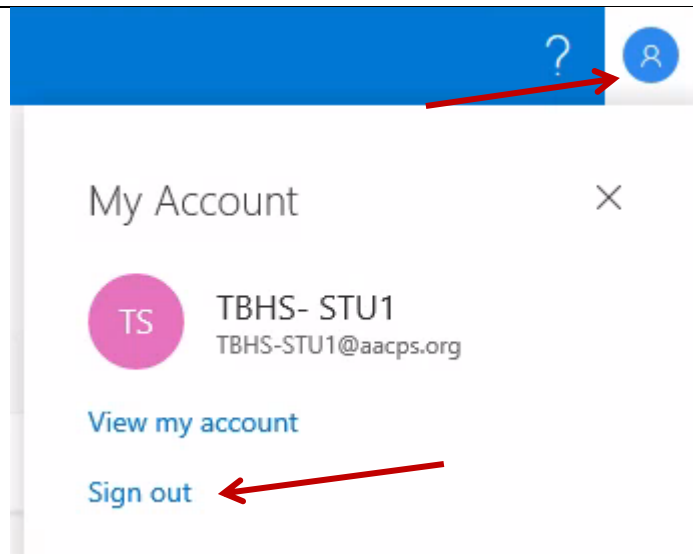 ?
My Account
TS
TBHS- STU1
TBHS-STU1@aacps.org
View my account
Sign out